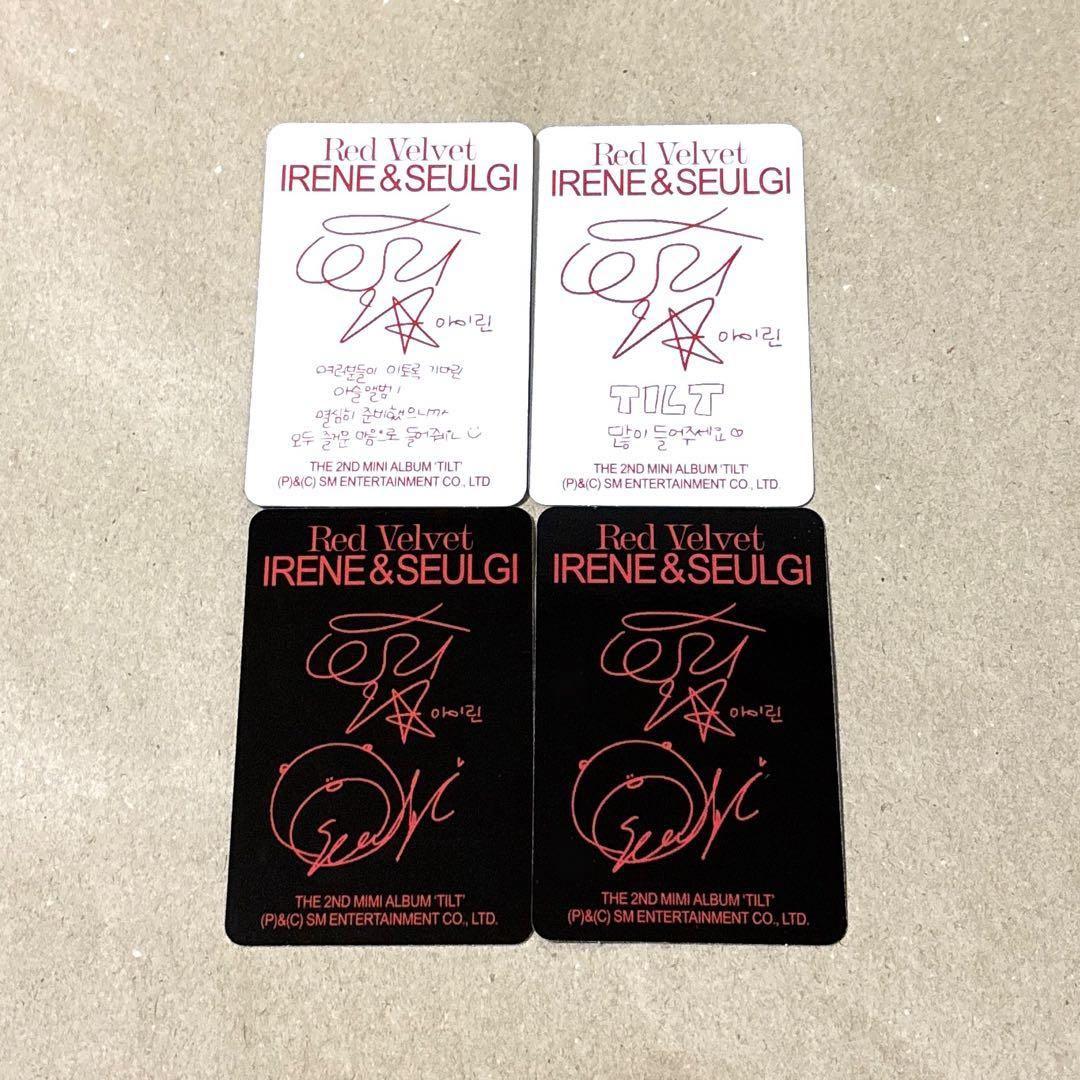 Red Velvet
IRENE & SEULGI
아이린
여러분들이 이토록 기다린
아슬앨범!
열심히 준비했으니까
모두 즐거운 마음으로 들어줘
THE 2ND MINI ALBUM ‘TILT’
(P)&(C) SM ENTERTAINMENT CO., LTD
Red Velvet
IRENE & SEULGI
아이린
TILT
많이 들어주세요♡
THE 2ND MINI ALBUM ‘TILT’
(P)&(C) SM ENTERTAINMENT CO., LTD.
Red Velvet
IRENE & SEULGI
아이린
Seulgi
THE 2ND MIMI ALBUM ‘TILT’
(P)&(C) SM ENTERTAINMENT CO., LTD.
Red Velvet
IRENE & SEULGI
아이린
Seulgi
THE 2ND MIMI ALBUM ‘TILT’
(P)&(C) SM ENTERTAINMENT CO., LTD.